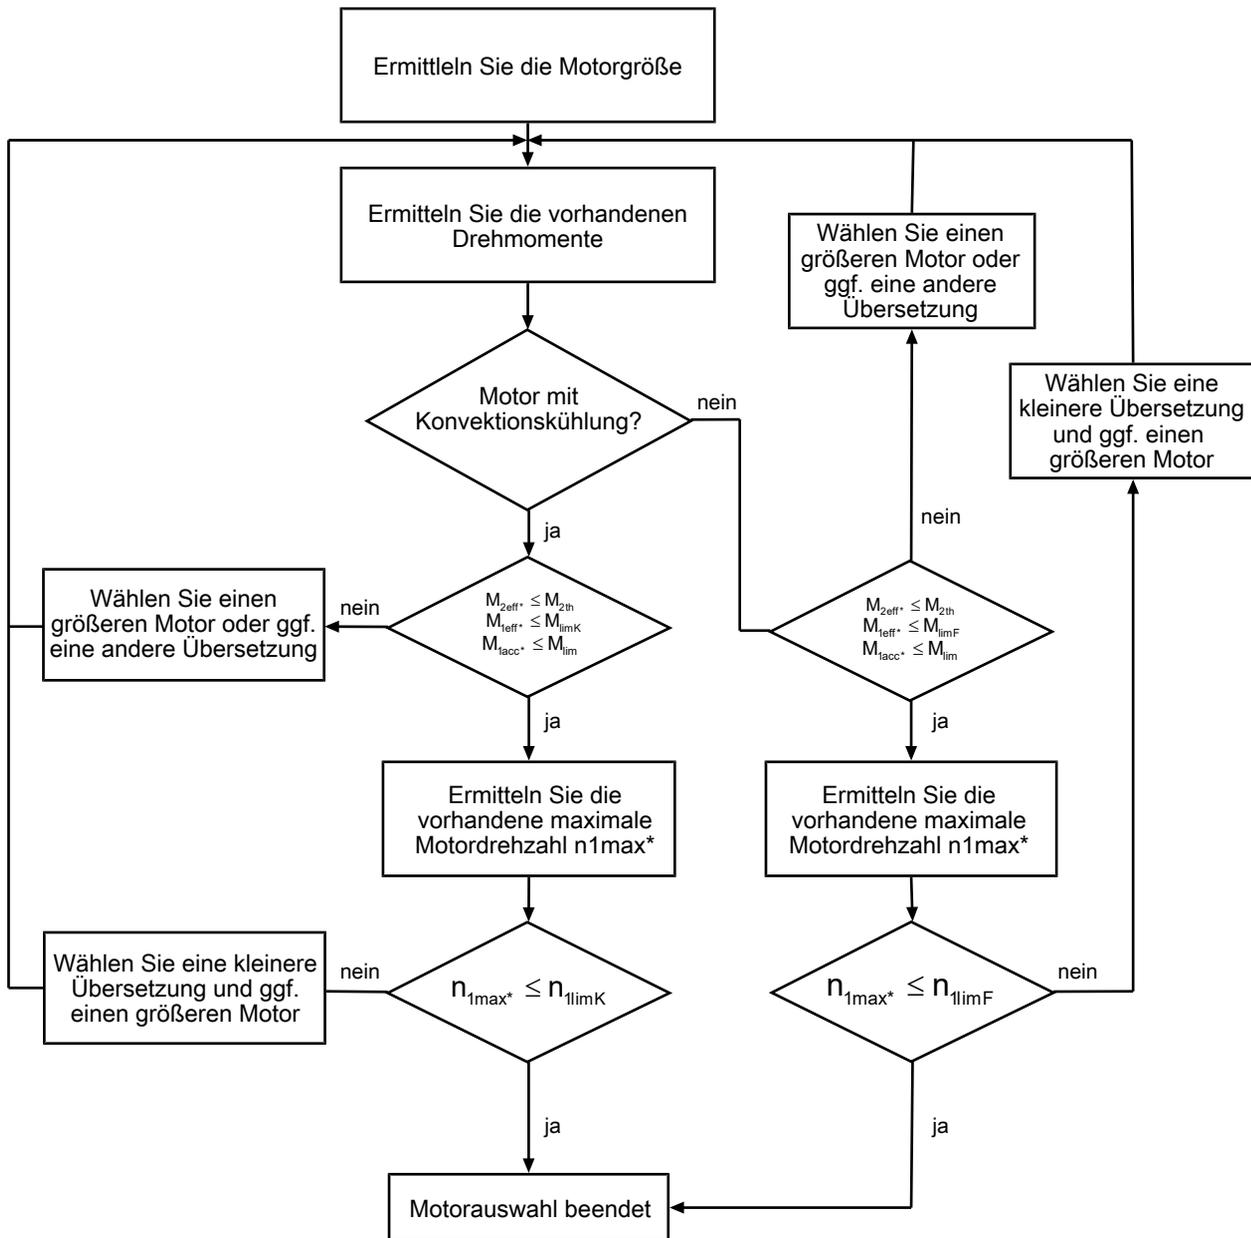 Ermittleln Sie die Motorgröße
Ermitteln Sie die vorhandenen
Drehmomente
Wählen Sie einen
größeren Motor oder
ggf. eine andere
Übersetzung
Motor mit
Konvektionskühlung?
nein
Wählen Sie eine
kleinere Übersetzung
und ggf. einen
größeren Motor
ja
nein
Wählen Sie einen
größeren Motor oder ggf.
eine andere Übersetzung
nein
M2eff* ≤ M2th
M1eff* ≤ MlimK
M1acc* ≤ Mlim
M2eff* ≤ M2th
M1eff* ≤ MlimF
M1acc* ≤ Mlim
ja
ja
Ermitteln Sie die
vorhandene maximale
Motordrehzahl n1max*
Ermitteln Sie die
vorhandene maximale
Motordrehzahl n1max*
Wählen Sie eine kleinere
Übersetzung und ggf.
einen größeren Motor
nein
n1max* ≤ n1limK
n1max* ≤ n1limF
nein
ja
ja
Motorauswahl beendet